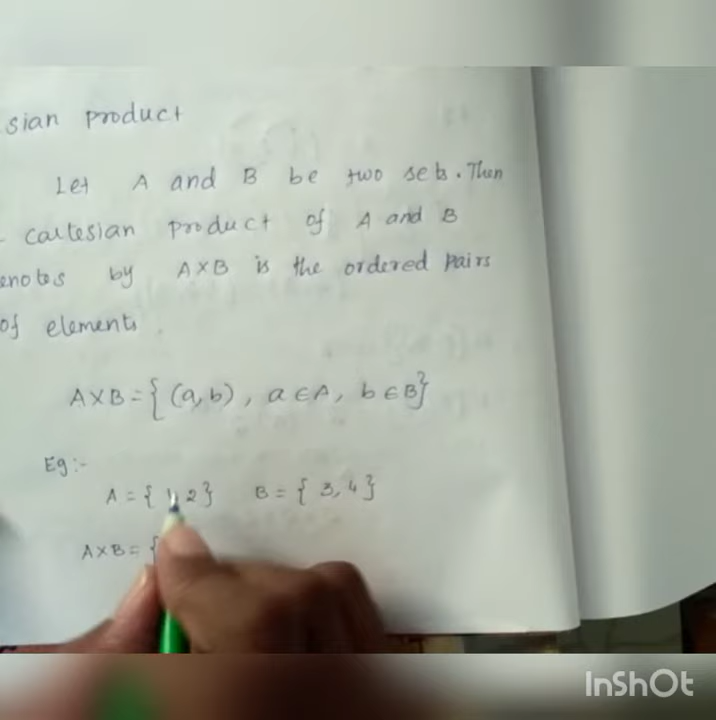 sian product
Let A and B be two sets. Then
cartesian product of A and B
enotes by A×B is the ordered pairs
of elements.
A×B = { (a,b) , a ∈ A, b ∈ B}
Eg :-
A = { 1, 2 } B = { 3, 4 }
A×B = {
InShOt